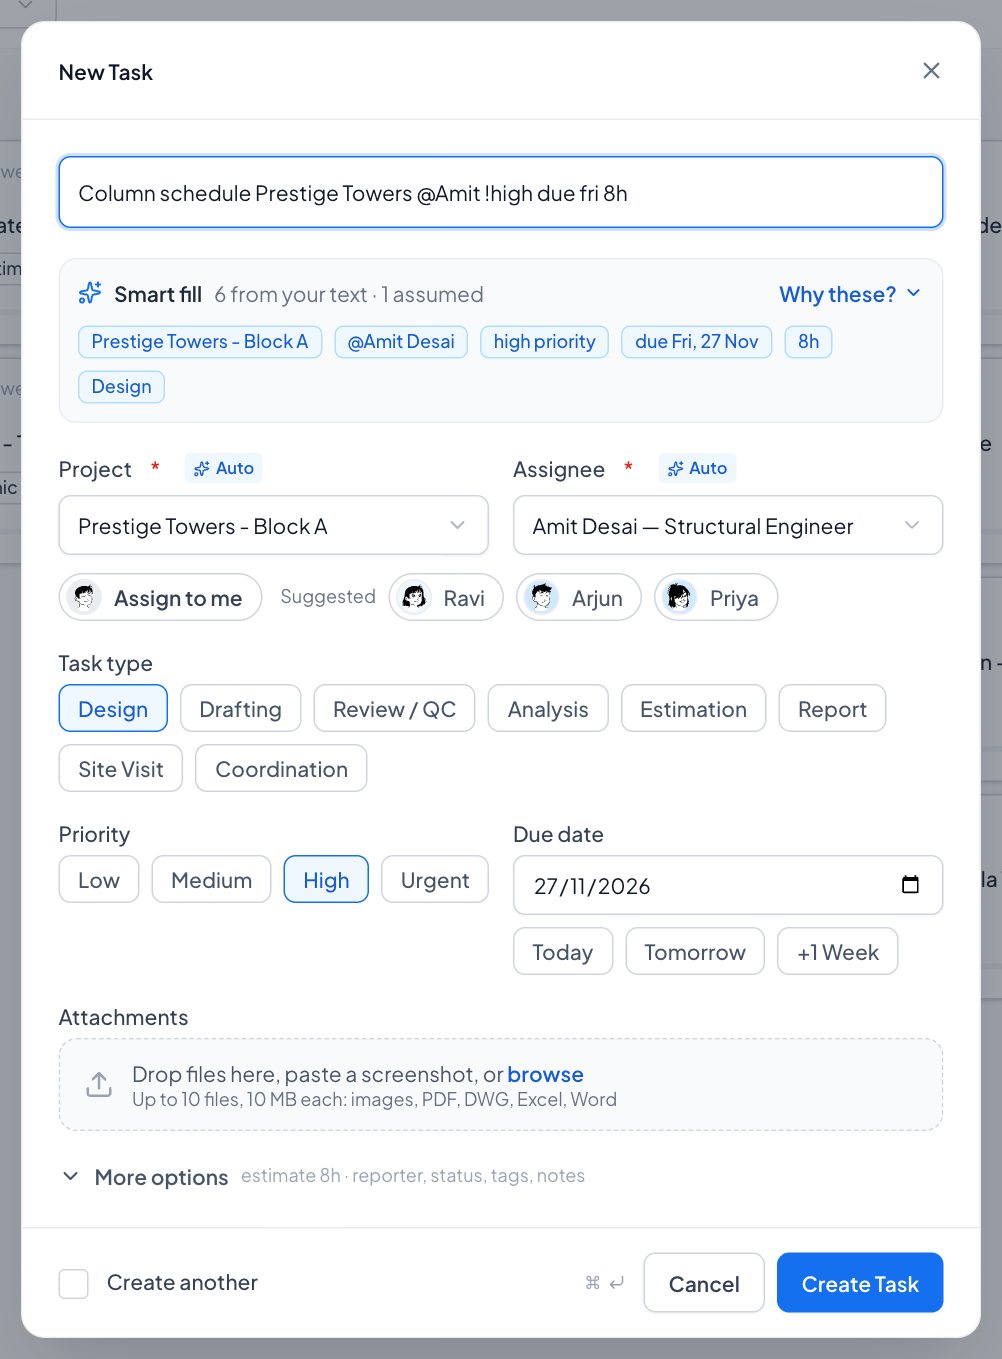 New Task
Column schedule Prestige Towers @Amit !high due fri 8h
Smart fill 6 from your text · 1 assumed Why these?
Prestige Towers - Block A @Amit Desai high priority due Fri, 27 Nov 8h
Design
Project * Auto Assignee * Auto
Prestige Towers - Block A Amit Desai — Structural Engineer
Assign to me Suggested Ravi Arjun Priya
Task type
Design Drafting Review / QC Analysis Estimation Report
Site Visit Coordination
Priority Due date
Low Medium High Urgent 27/11/2026
Today Tomorrow +1 Week
Attachments
Drop files here, paste a screenshot, or browse
Up to 10 files, 10 MB each: images, PDF, DWG, Excel, Word
More options estimate 8h · reporter, status, tags, notes
Create another ⌘ ↵ Cancel Create Task